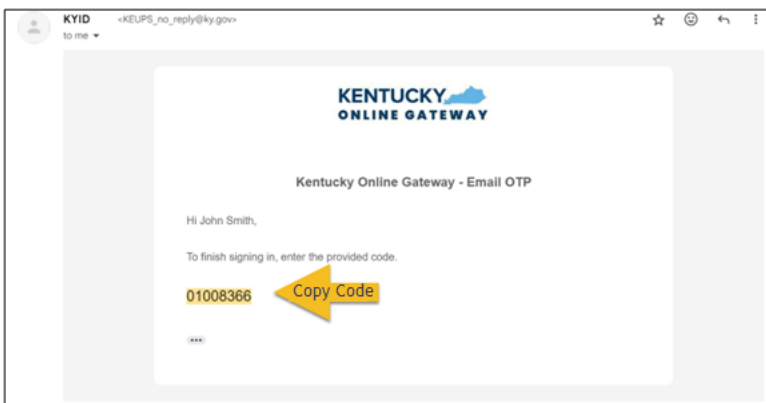 KYID <KEUPS_no_reply@ky.gov>
to me
KENTUCKY
ONLINE GATEWAY
Kentucky Online Gateway - Email OTP
Hi John Smith,
To finish signing in, enter the provided code.
01008366 Copy Code